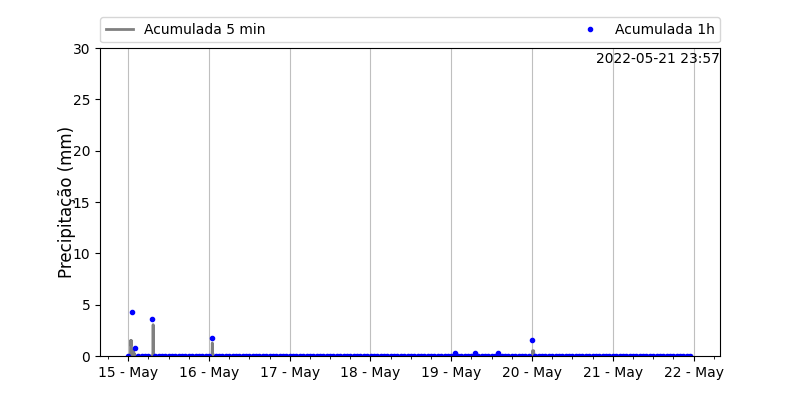 Acumulada 5 min
Acumulada 1h
2022-05-21 23:57
Precipitação (mm)
30
25
20
15
10
5
0
15 - May
16 - May
17 - May
18 - May
19 - May
20 - May
21 - May
22 - May